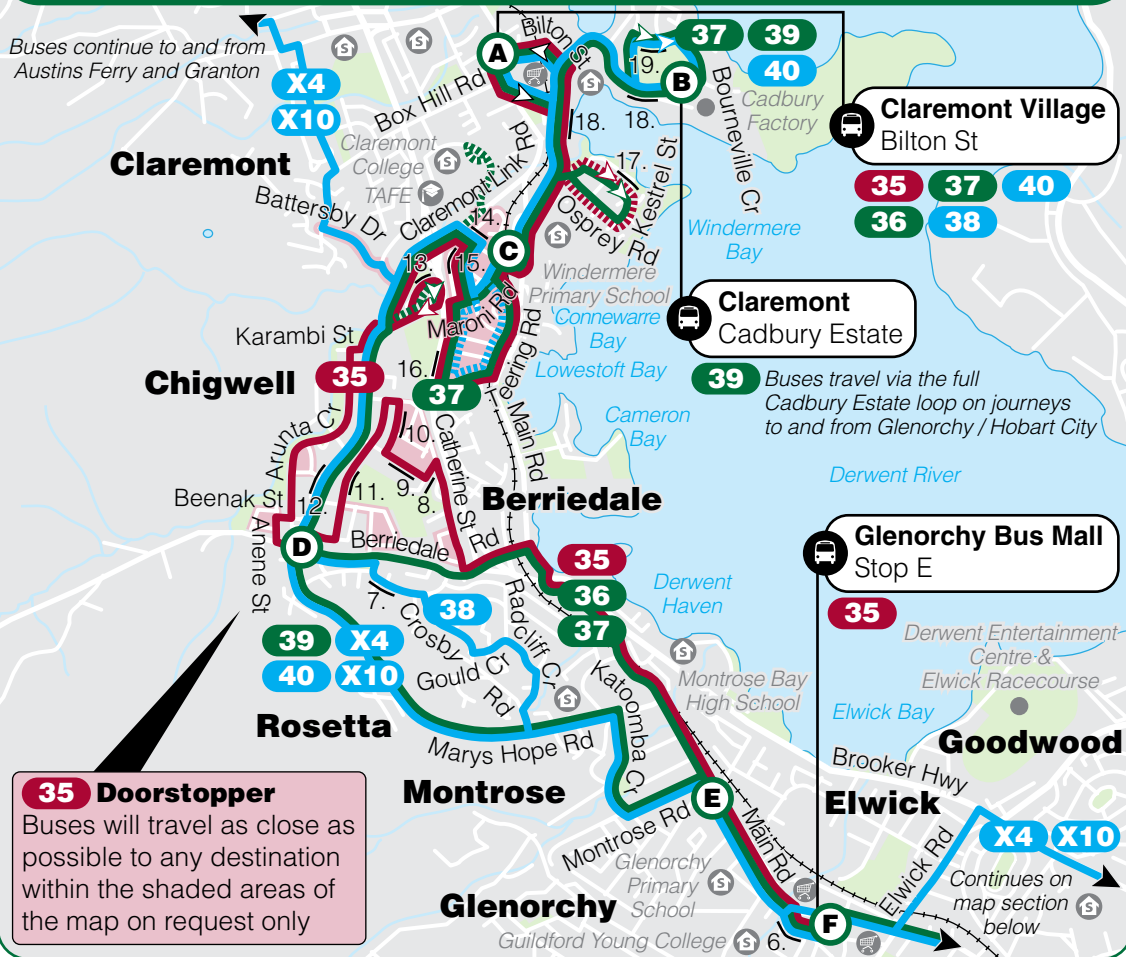 Buses continue to and from
Austins Ferry and Granton
X4
X10
Claremont
Battersby Dr
Box Hill Rd
Claremont
College
TAFE
Claremont Link Rd
A
Bilton St
19.
B
37 39
40
Bourneville Cr
Cadbury
Factory
18.
18.
17.
Kestrel St
Osprey Rd
Claremont Village
Bilton St
35 37 40
36 38
Windermere
Bay
14.
C
13.
15.
Windermere
Primary School
Maroni Rd
Connewarre
Bay
Claremont
Cadbury Estate
39 Buses travel via the full
Cadbury Estate loop on journeys
to and from Glenorchy / Hobart City
Karambi St
Chigwell
35
16.
37
Lowestoft Bay
Cameron
Bay
Main Rd
Arunta Cr
10.
Catherine St
9.
8.
11.
12.
Beenak St
Anene St
D
Berriedale Rd
Berriedale
Derwent River
Glenorchy Bus Mall
Stop E
35
35
36
37
Derwent
Haven
7.
38
Crosby
Rd
Gould Cr
Radcliff Cr
39 X4
40 X10
Rosetta
Marys Hope Rd
Katoomba Cr
Montrose Bay
High School
Derwent Entertainment
Centre &
Elwick Racecourse
Elwick Bay
Goodwood
Brooker Hwy
Elwick
Montrose
Montrose Rd
E
Main Rd
Elwick Rd
X4 X10
Continues on
map section
below
Glenorchy
Primary
School
Glenorchy
Guildford Young College
6.
F
35 Doorstopper
Buses will travel as close as
possible to any destination
within the shaded areas of
the map on request only